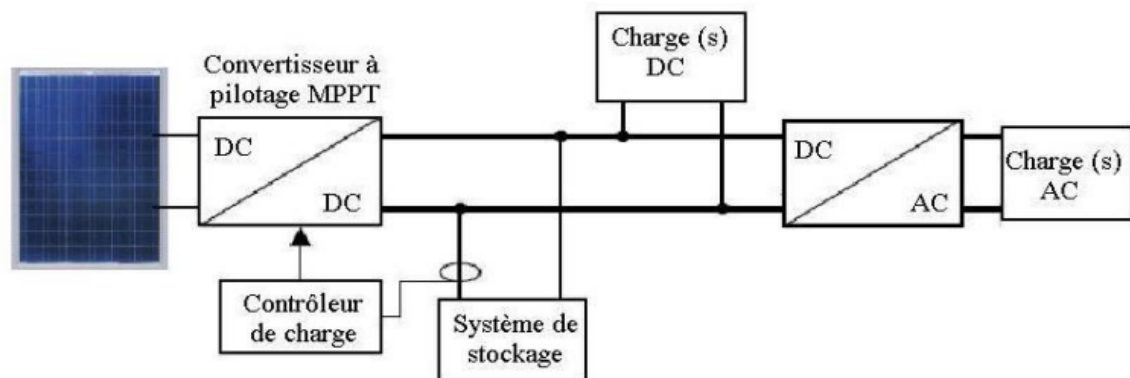 Charge (s)
DC
Convertisseur à
pilotage MPPT
DC
DC
DC
AC
Charge (s)
AC
Contrôleur
de charge
Système de
stockage